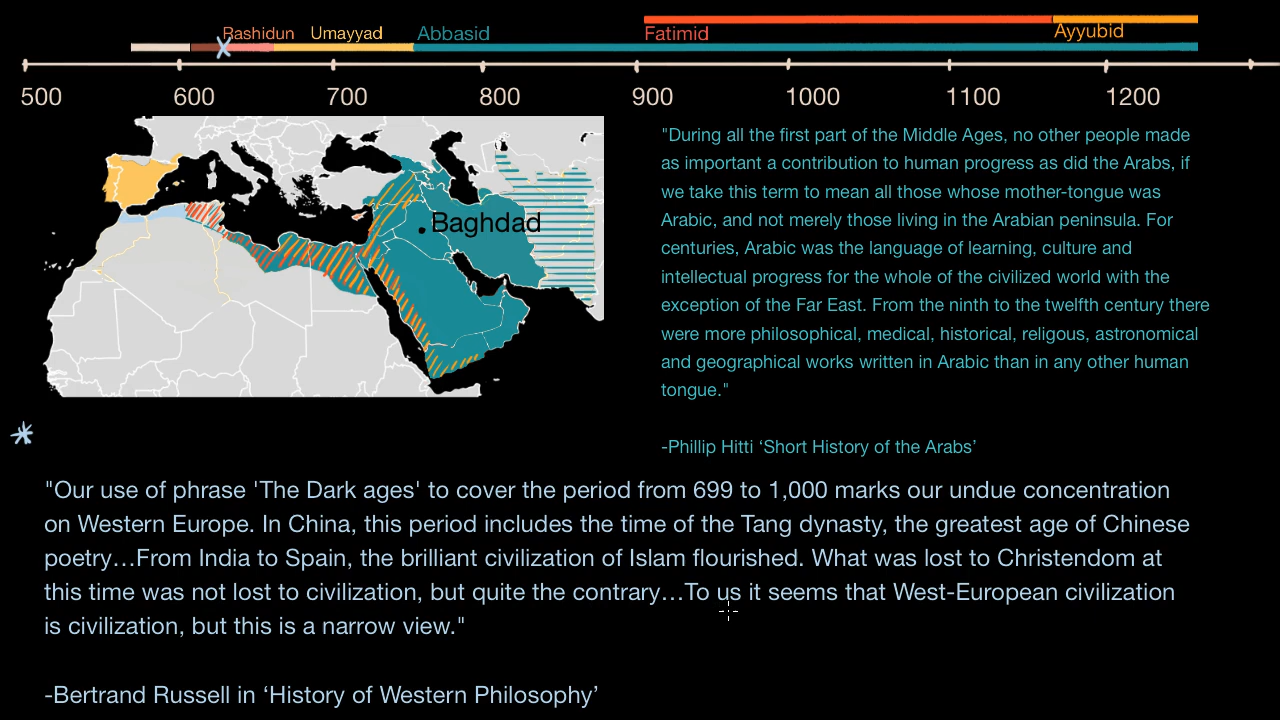 Rashidun Umayyad Abbasid Fatimid Ayyubid
500 600 700 800 900 1000 1100 1200
Baghdad
"During all the first part of the Middle Ages, no other people made
as important a contribution to human progress as did the Arabs, if
we take this term to mean all those whose mother-tongue was
Arabic, and not merely those living in the Arabian peninsula. For
centuries, Arabic was the language of learning, culture and
intellectual progress for the whole of the civilized world with the
exception of the Far East. From the ninth to the twelfth century there
were more philosophical, medical, historical, religous, astronomical
and geographical works written in Arabic than in any other human
tongue."
-Phillip Hitti ‘Short History of the Arabs’
"Our use of phrase 'The Dark ages' to cover the period from 699 to 1,000 marks our undue concentration
on Western Europe. In China, this period includes the time of the Tang dynasty, the greatest age of Chinese
poetry…From India to Spain, the brilliant civilization of Islam flourished. What was lost to Christendom at
this time was not lost to civilization, but quite the contrary…To us it seems that West-European civilization
is civilization, but this is a narrow view."
-Bertrand Russell in ‘History of Western Philosophy’